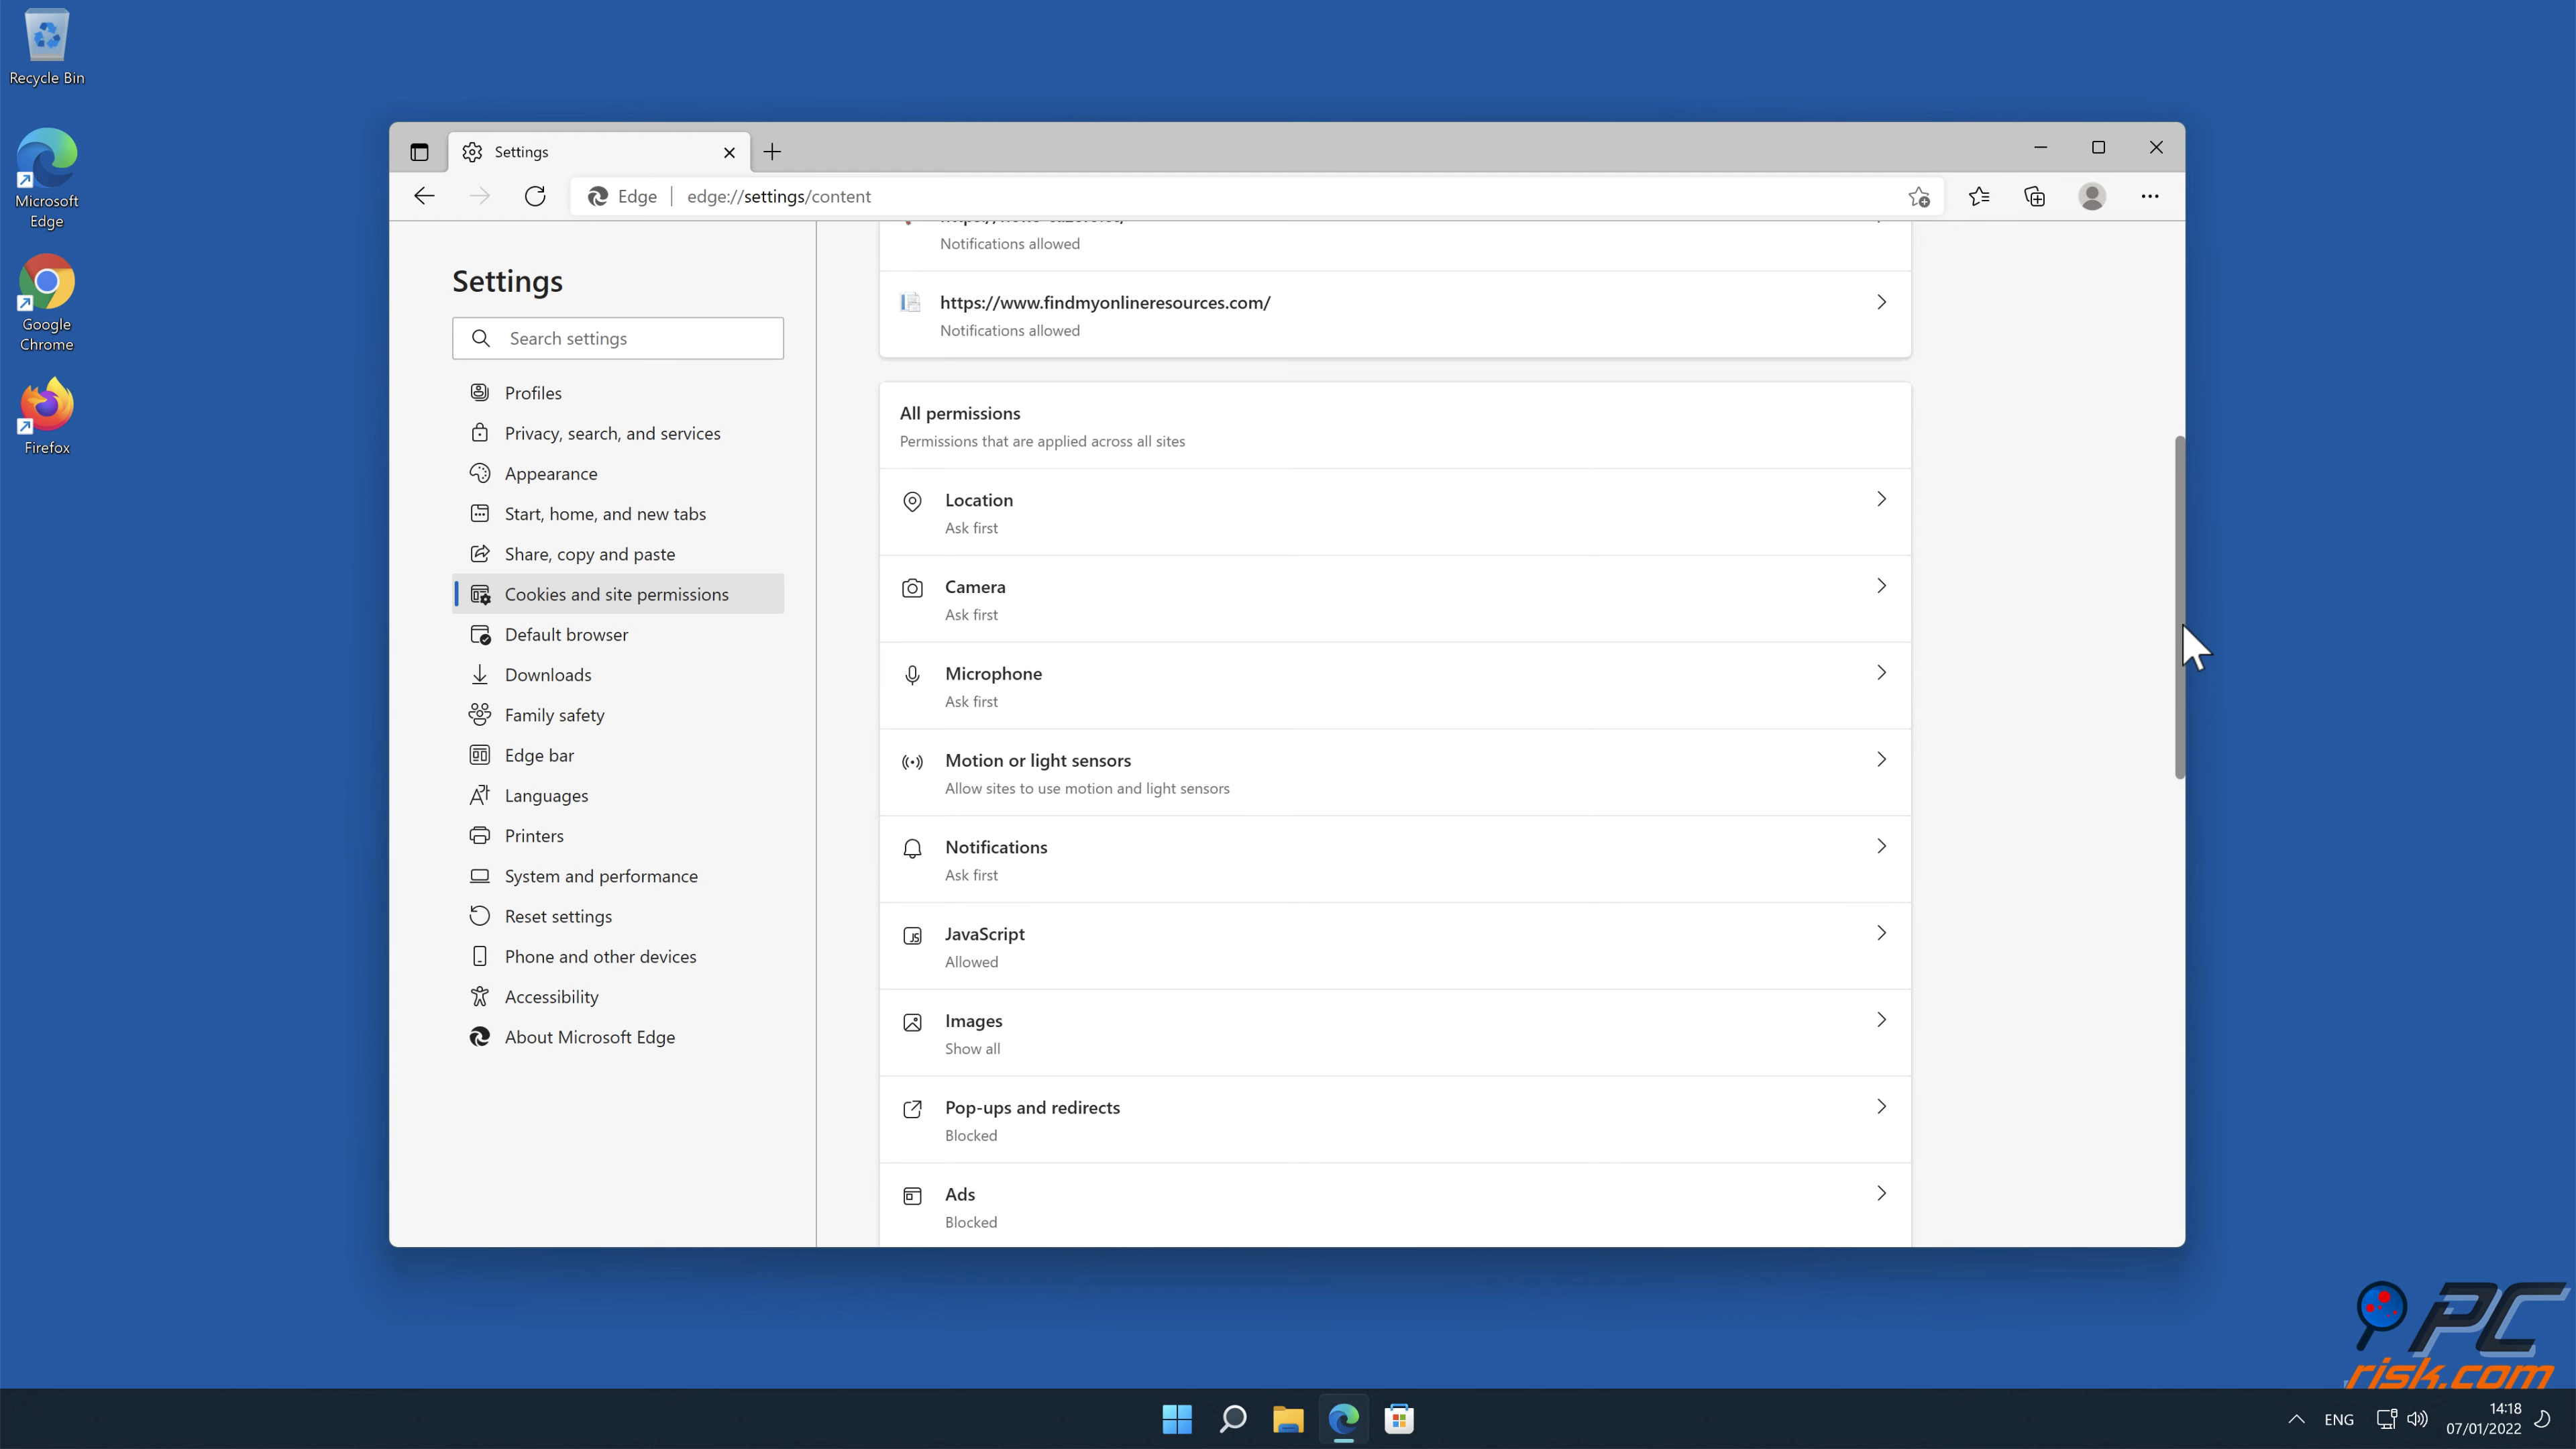 Recycle Bin
Microsoft
Edge
Google
Chrome
Firefox
Settings
Edge
edge://settings/content
Settings
Search settings
Profiles
Privacy, search, and services
Appearance
Start, home, and new tabs
Share, copy and paste
Cookies and site permissions
Default browser
Downloads
Family safety
Edge bar
Languages
Printers
System and performance
Reset settings
Phone and other devices
Accessibility
About Microsoft Edge
Notifications allowed
https://www.findmyonlineresources.com/
Notifications allowed
All permissions
Permissions that are applied across all sites
Location
Ask first
Camera
Ask first
Microphone
Ask first
Motion or light sensors
Allow sites to use motion and light sensors
Notifications
Ask first
JavaScript
Allowed
Images
Show all
Pop-ups and redirects
Blocked
Ads
Blocked
PC
risk.com
ENG
14:18
07/01/2022